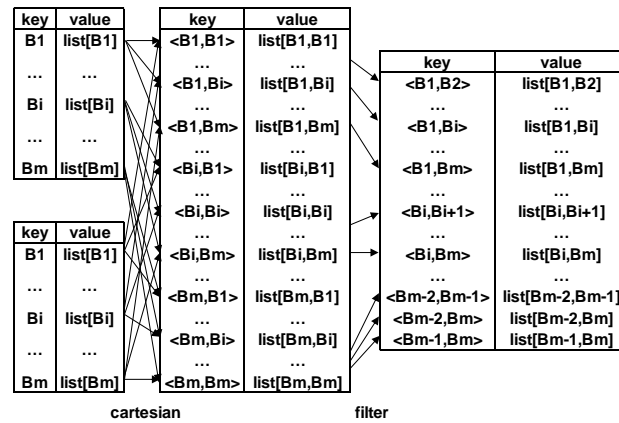 key value
B1 list[B1]
... ...
Bi list[Bi]
... ...
Bm list[Bm]
key value
B1 list[B1]
... ...
Bi list[Bi]
... ...
Bm list[Bm]
key value
<B1,B1> list[B1,B1]
... ...
<B1,Bi> list[B1,Bi]
... ...
<B1,Bm> list[B1,Bm]
... ...
<Bi,B1> list[Bi,B1]
... ...
<Bi,Bi> list[Bi,Bi]
... ...
<Bi,Bm> list[Bi,Bm]
... ...
<Bm,B1> list[Bm,B1]
... ...
<Bm,Bi> list[Bm,Bi]
... ...
<Bm,Bm> list[Bm,Bm]
key value
<B1,B2> list[B1,B2]
... ...
<B1,Bi> list[B1,Bi]
... ...
<B1,Bm> list[B1,Bm]
... ...
<Bi,Bi+1> list[Bi,Bi+1]
... ...
<Bi,Bm> list[Bi,Bm]
... ...
<Bm-2,Bm-1> list[Bm-2,Bm-1]
<Bm-2,Bm> list[Bm-2,Bm]
<Bm-1,Bm> list[Bm-1,Bm]
cartesian filter